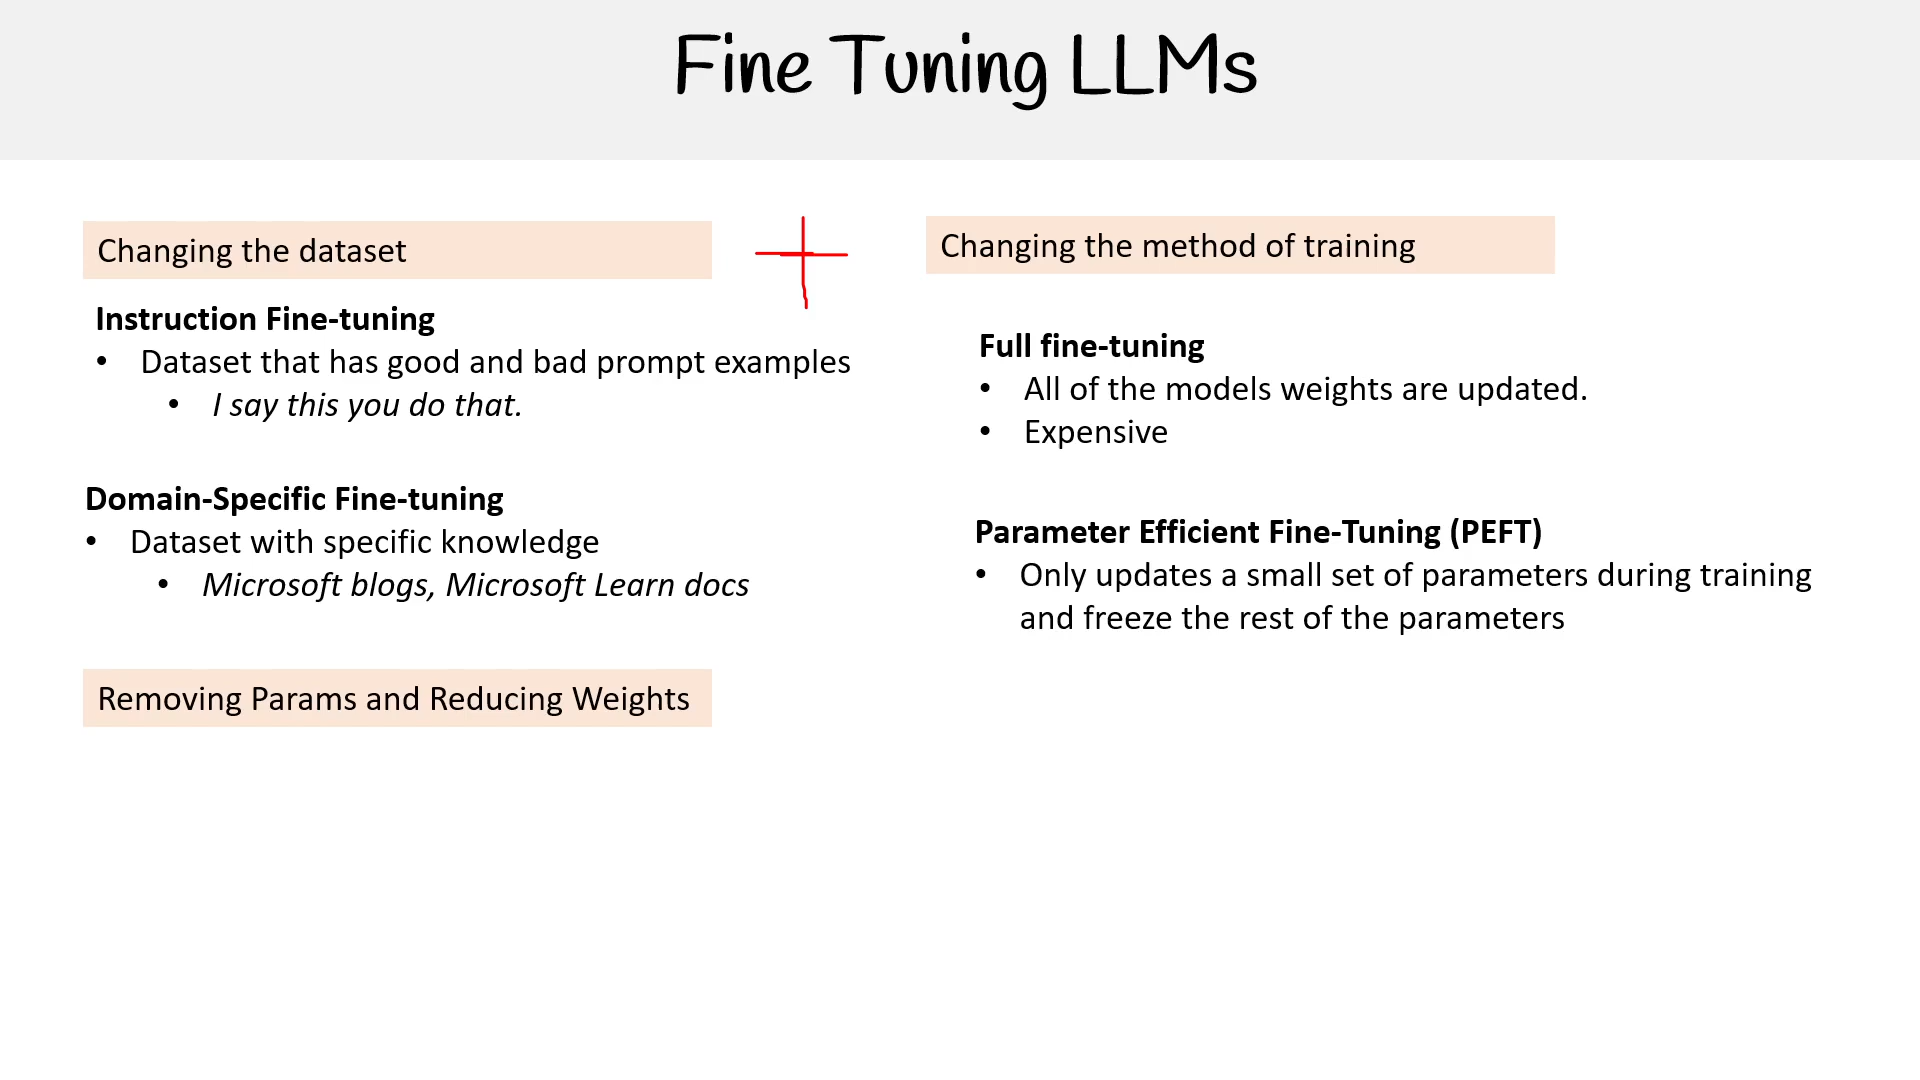 Fine Tuning LLMs
Changing the dataset
Instruction Fine-tuning
• Dataset that has good and bad prompt examples
• I say this you do that.
Domain-Specific Fine-tuning
• Dataset with specific knowledge
• Microsoft blogs, Microsoft Learn docs
Removing Params and Reducing Weights
Changing the method of training
Full fine-tuning
• All of the models weights are updated.
• Expensive
Parameter Efficient Fine-Tuning (PEFT)
• Only updates a small set of parameters during training
and freeze the rest of the parameters